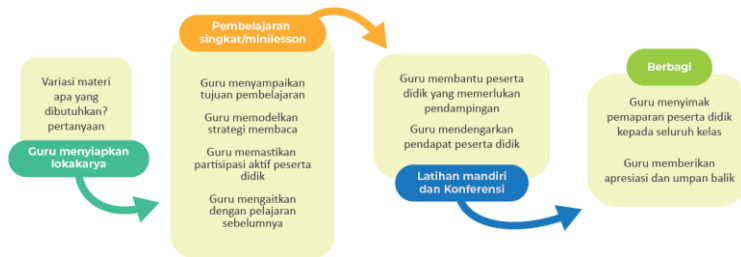 Variasi materi
apa yang
dibutuhkan?
pertanyaan
Guru menyiapkan
lokakarya
Pembelajaran
singkat/minilesson
Guru menyampaikan
tujuan pembelajaran
Guru memodelkan
strategi membaca
Guru memastikan
partisipasi aktif peserta
didik
Guru mengaitkan
dengan pelajaran
sebelumnya
Guru membantu peserta
didik yang memerlukan
pendampingan
Guru mendengarkan
pendapat peserta didik
Latihan mandiri
dan Konferensi
Berbagi
Guru menyimak
pemaparan peserta didik
kepada seluruh kelas
Guru memberikan
apresiasi dan umpan balik